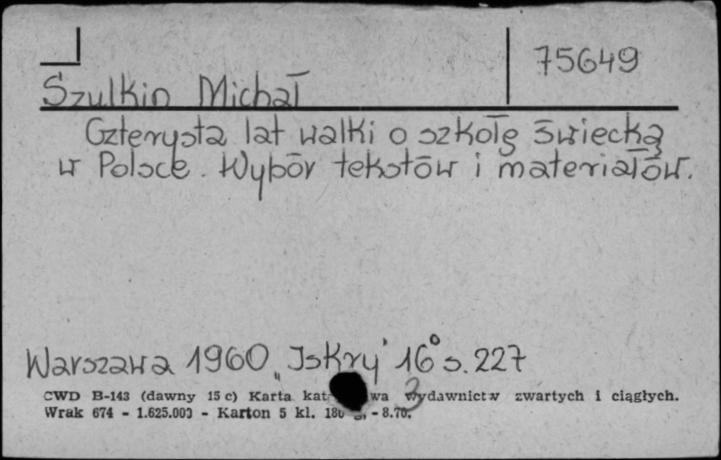 75649
Szulkin Michał
Czterysta lat walki o szkołę świecką
w Polsce. Wybór tekstów i materiałów.
Warszawa 1960 „Iskry" 16° s. 227
3
CWD B-143 (dawny 15 c) Karta wydawnictw zwartych i ciągłych.
Wrak 674 - 1.625.000 - Karton 5 kl. 180 - 8.70.